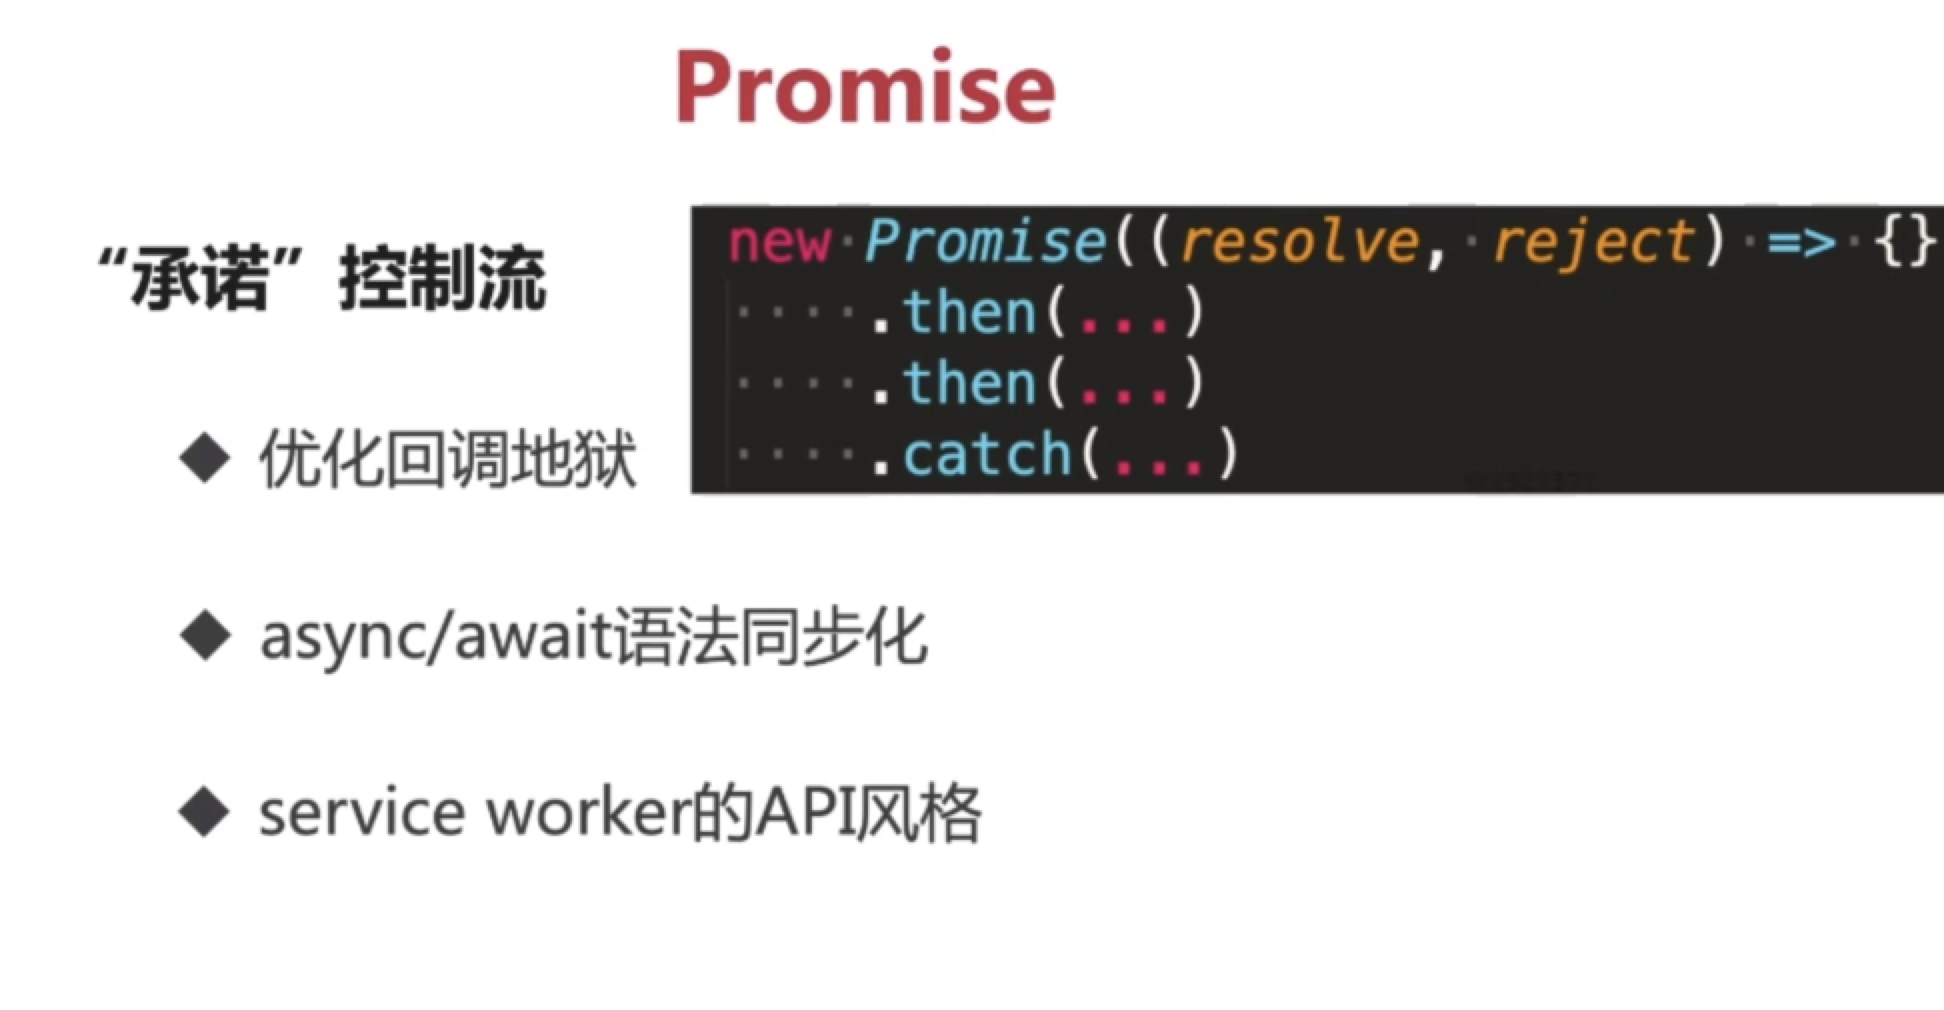 Promise
“承诺”控制流
new Promise((resolve, reject) => {}
.then(...)
.then(...)
.catch(...)
◆ 优化回调地狱
◆ async/await语法同步化
◆ service worker的API风格